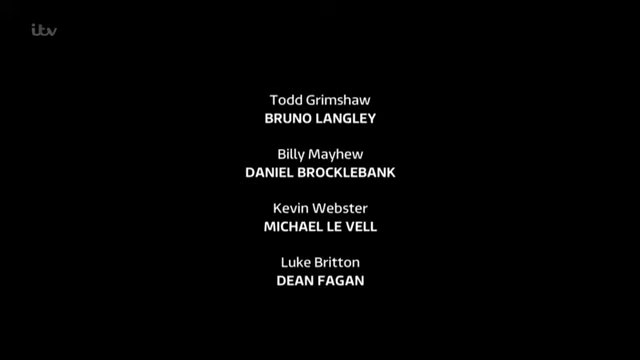 itv
Todd Grimshaw
BRUNO LANGLEY
Billy Mayhew
DANIEL BROCKLEBANK
Kevin Webster
MICHAEL LE VELL
Luke Britton
DEAN FAGAN